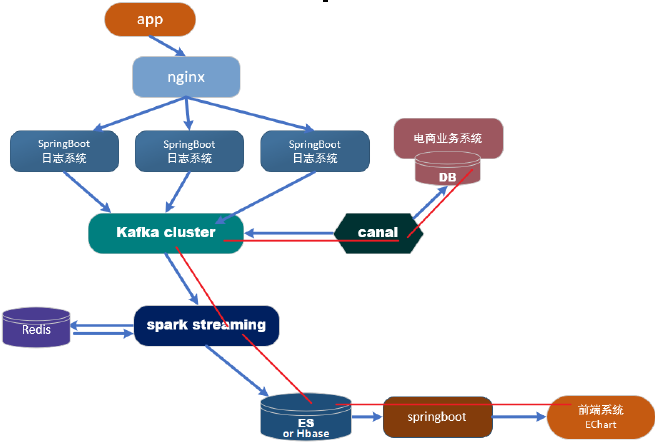 app
nginx
SpringBoot
日志系统
SpringBoot
日志系统
SpringBoot
日志系统
电商业务系统
DB
Kafka cluster
canal
Redis
spark streaming
ES
or Hbase
springboot
前端系统
EChart